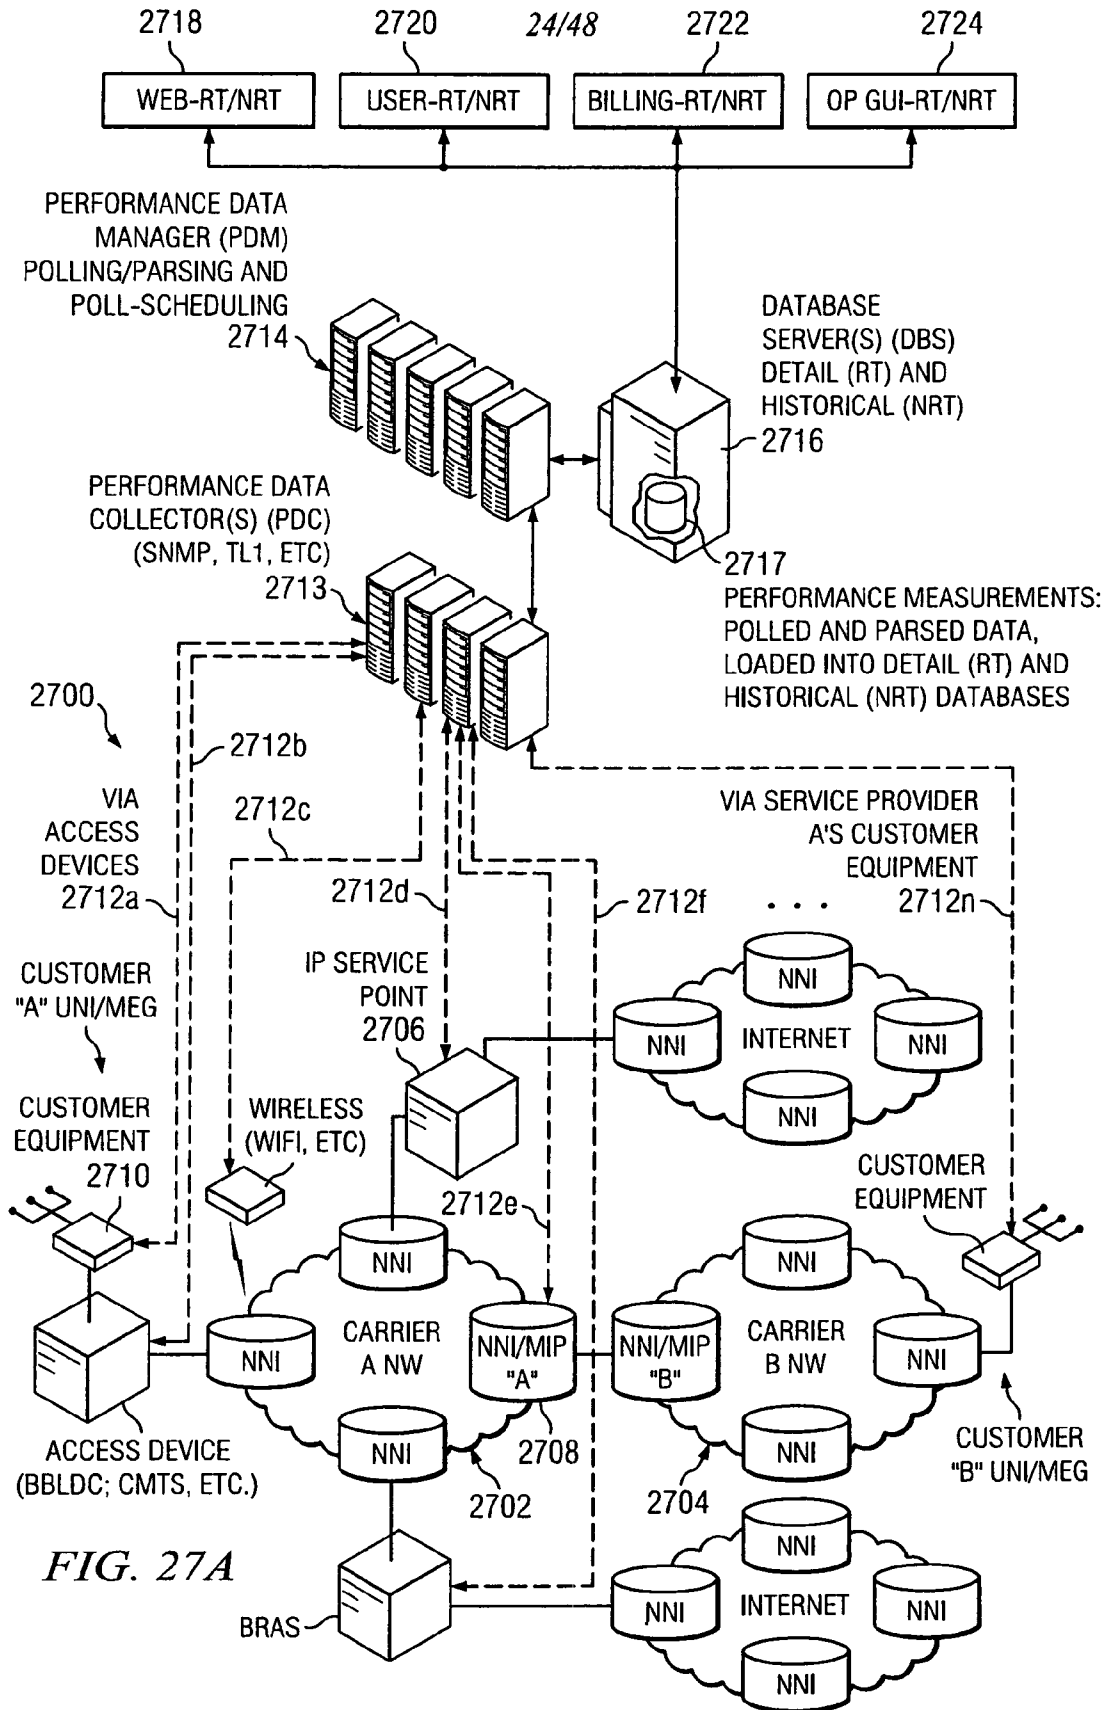 2718
2720
24/48
2722
2724
WEB-RT/NRT
USER-RT/NRT
BILLING-RT/NRT
OP GUI-RT/NRT
PERFORMANCE DATA
MANAGER (PDM)
POLLING/PARSING AND
POLL-SCHEDULING
2714
DATABASE
SERVER(S) (DBS)
DETAIL (RT) AND
HISTORICAL (NRT)
2716
PERFORMANCE DATA
COLLECTOR(S) (PDC)
(SNMP, TL1, ETC)
2713
2717
PERFORMANCE MEASUREMENTS:
POLLED AND PARSED DATA,
LOADED INTO DETAIL (RT) AND
HISTORICAL (NRT) DATABASES
2700
2712b
VIA
ACCESS
DEVICES
2712a
2712c
2712d
2712f
VIA SERVICE PROVIDER
A'S CUSTOMER
EQUIPMENT
2712n
. . .
CUSTOMER
"A" UNI/MEG
IP SERVICE
POINT
2706
NNI
NNI
INTERNET
NNI
NNI
CUSTOMER
EQUIPMENT
2710
WIRELESS
(WIFI, ETC)
2712e
CUSTOMER
EQUIPMENT
NNI
NNI
CARRIER
A NW
NNI/MIP
"A"
NNI
2708
2702
NNI
NNI/MIP
"B"
CARRIER
B NW
NNI
NNI
2704
ACCESS DEVICE
(BBLDC; CMTS, ETC.)
CUSTOMER
"B" UNI/MEG
FIG. 27A
BRAS
NNI
NNI
INTERNET
NNI
NNI